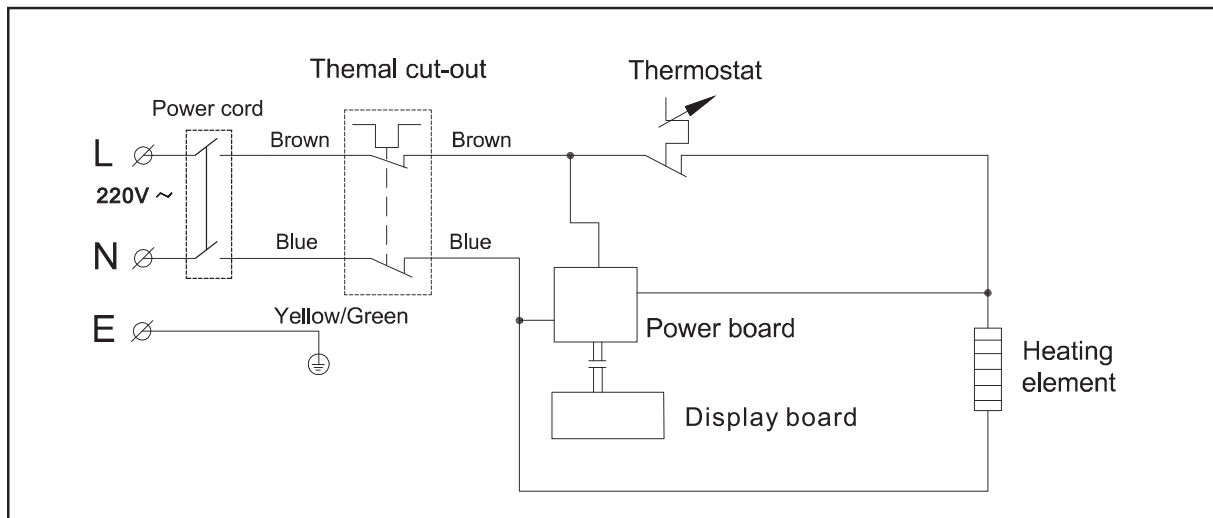 Themal cut-out
Thermostat
Power cord
L
Brown
Brown
220V ~
N
Blue
Blue
E
Yellow/Green
Power board
Heating
element
Display board